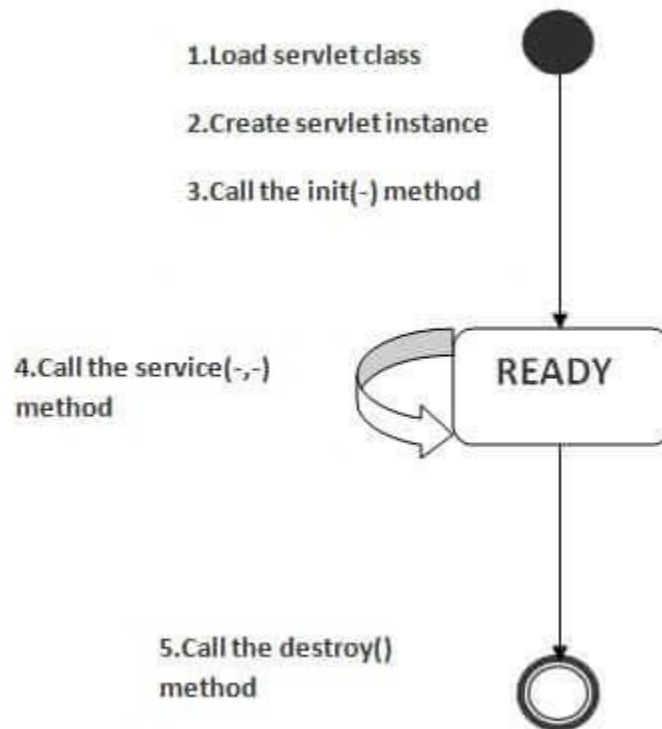 1.Load servlet class
2.Create servlet instance
3.Call the init(-) method
4.Call the service(-,-)
method
READY
5.Call the destroy()
method